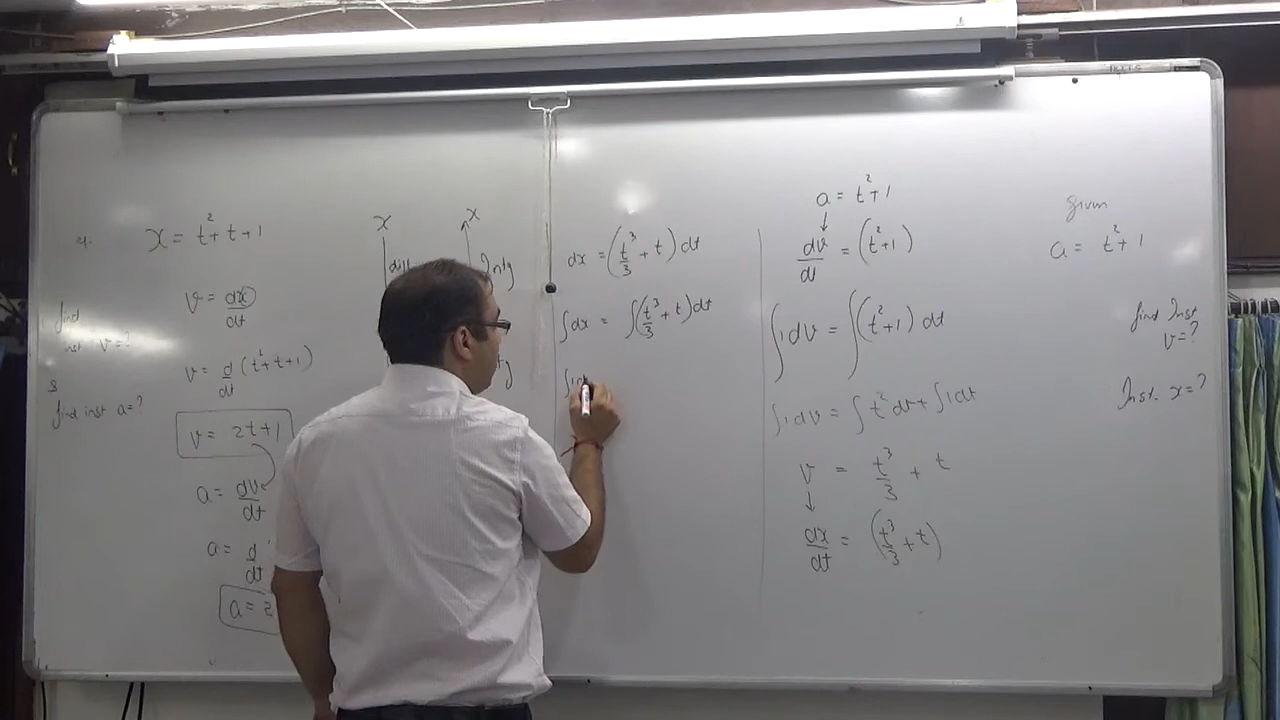 x = t² + t + 1
find
inst v = ?
&
find inst a = ?
v = dx/dt
v = d/dt (t² + t + 1)
v = 2t + 1
a = dv/dt
a = d/dt
a = 2
x x
Intg
dx = (t³/3 + t) dt
∫dx = ∫(t³/3 + t) dt
∫1d
a = t² + 1
↓
dv/dt = (t² + 1)
∫1 dv = ∫(t² + 1) dt
∫1 dv = ∫t² dt + ∫1 dt
v = t³/3 + t
↓
dx/dt = (t³/3 + t)
Given
a = t² + 1
find Inst
v = ?
Inst. x = ?